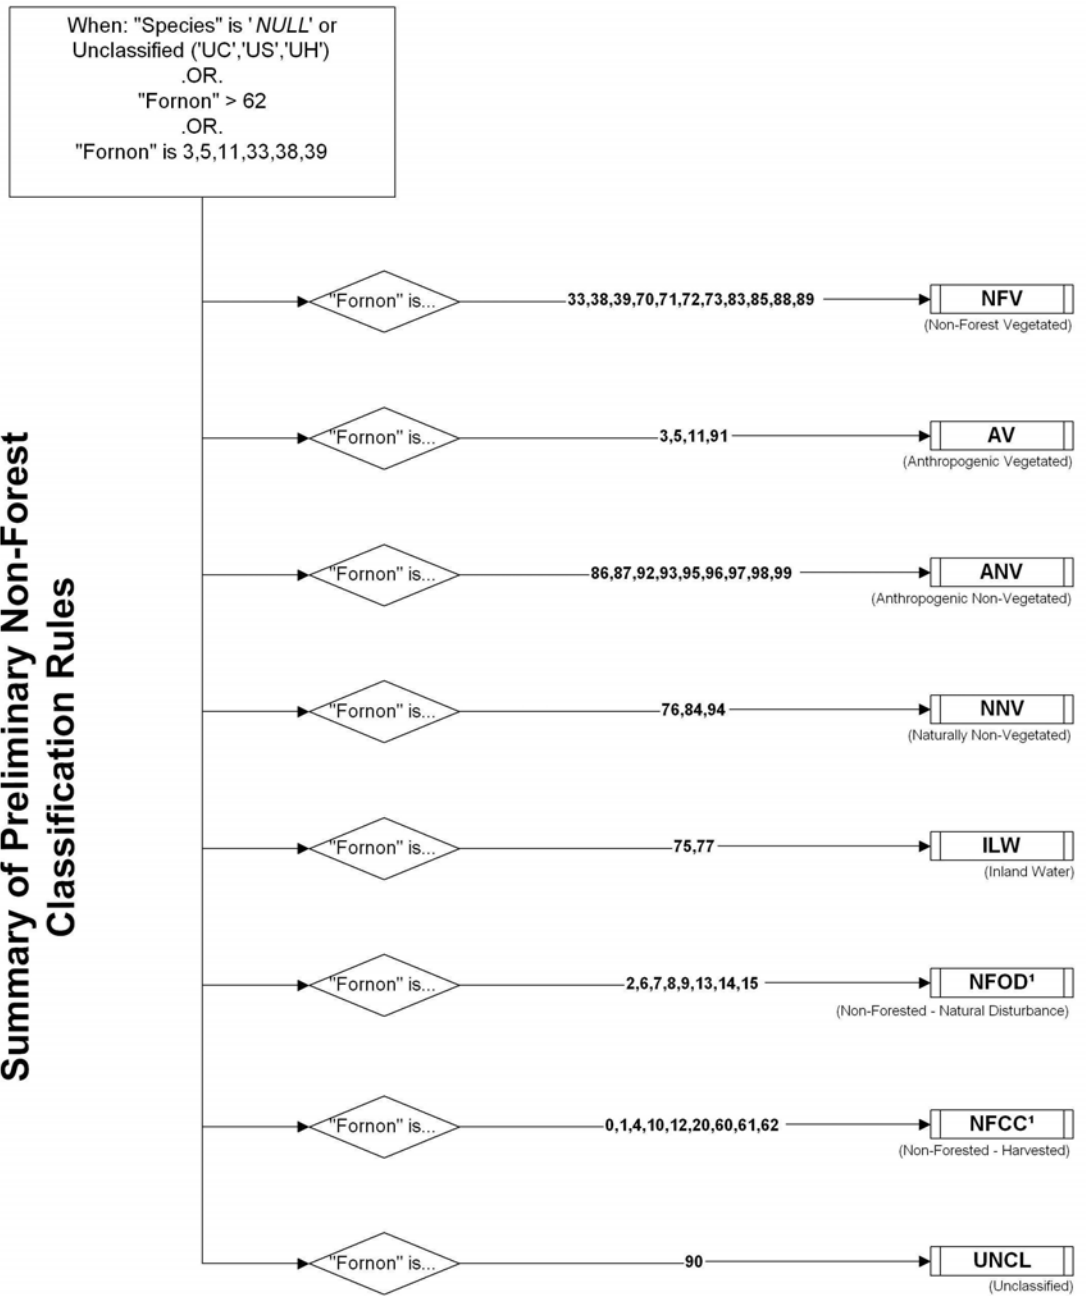 When: "Species" is 'NULL' or
Unclassified ('UC','US','UH')
.OR.
"Fornon" > 62
.OR.
"Fornon" is 3,5,11,33,38,39
Summary of Preliminary Non-Forest
Classification Rules
"Fornon" is...
33,38,39,70,71,72,73,83,85,88,89
NFV
(Non-Forest Vegetated)
"Fornon" is...
3,5,11,91
AV
(Anthropogenic Vegetated)
"Fornon" is...
86,87,92,93,95,96,97,98,99
ANV
(Anthropogenic Non-Vegetated)
"Fornon" is...
76,84,94
NNV
(Naturally Non-Vegetated)
"Fornon" is...
75,77
ILW
(Inland Water)
"Fornon" is...
2,6,7,8,9,13,14,15
NFOD¹
(Non-Forested - Natural Disturbance)
"Fornon" is...
0,1,4,10,12,20,60,61,62
NFCC¹
(Non-Forested - Harvested)
"Fornon" is...
90
UNCL
(Unclassified)